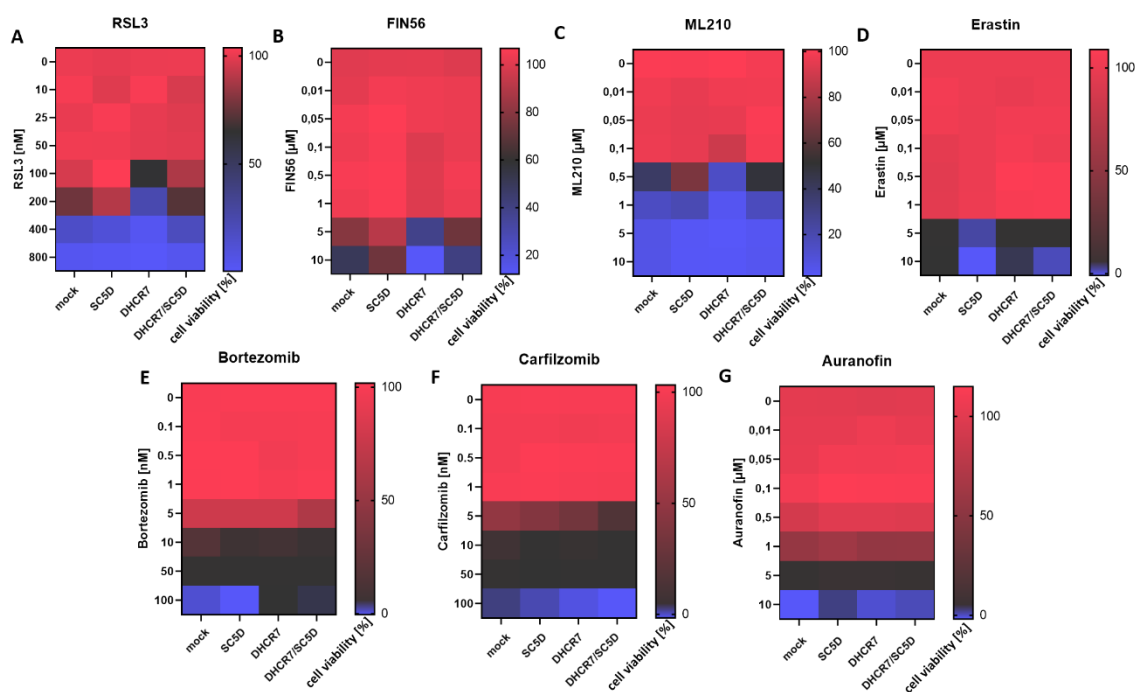 RSL3
A
RSL3 [nM]
0
10
25
50
100
200
400
800
mock
SC5D
DHCR7
DHCR7/SC5D
cell viability [%]
100
50
FIN56
B
FIN56 [µM]
0
0,01
0,05
0,1
0,5
1
5
10
mock
SC5D
DHCR7
DHCR7/SC5D
cell viability [%]
100
80
60
40
20
ML210
C
ML210 [µM]
0
0,01
0,05
0,1
0,5
1
5
10
mock
SC5D
DHCR7
DHCR7/SC5D
cell viability [%]
100
80
60
40
20
Erastin
D
Erastin [µM]
0
0,01
0,05
0,1
0,5
1
5
10
mock
SC5D
DHCR7
DHCR7/SC5D
cell viability [%]
100
50
0
Bortezomib
E
Bortezomib [nM]
0
0.1
0.5
1
5
10
50
100
mock
SC5D
DHCR7
DHCR7/SC5D
cell viability [%]
100
50
0
Carfilzomib
F
Carfilzomib [nM]
0
0.1
0.5
1
5
10
50
100
mock
SC5D
DHCR7
DHCR7/SC5D
cell viability [%]
100
50
0
Auranofin
G
Auranofin [µM]
0
0,01
0,05
0,1
0,5
1
5
10
mock
SC5D
DHCR7
DHCR7/SC5D
cell viability [%]
100
50
0